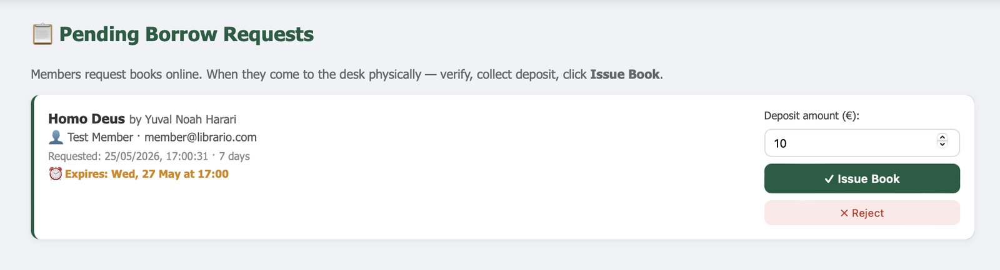 📋 Pending Borrow Requests
Members request books online. When they come to the desk physically — verify, collect deposit, click Issue Book.
Homo Deus by Yuval Noah Harari
👤 Test Member · member@librario.com
Requested: 25/05/2026, 17:00:31 · 7 days
⏰ Expires: Wed, 27 May at 17:00
Deposit amount (€):
10
✓ Issue Book
✕ Reject